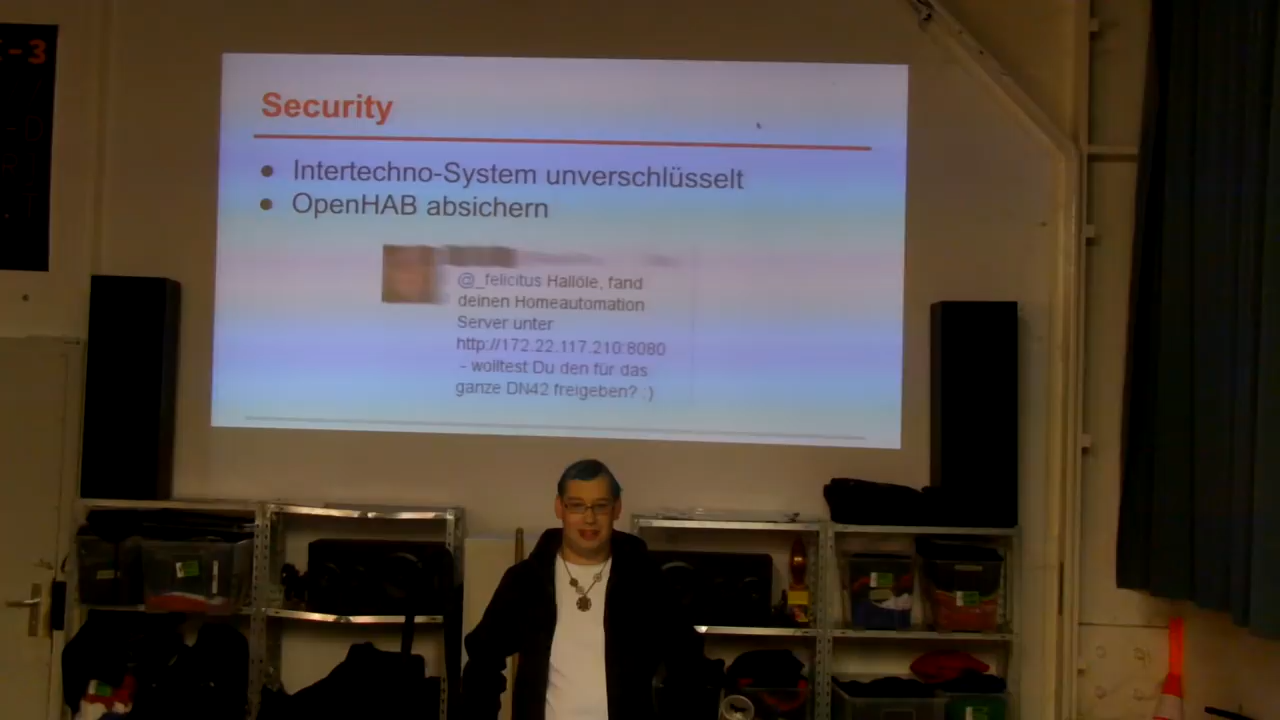 -3
Security
● Intertechno-System unverschlüsselt
● OpenHAB absichern
@_felicitus Hallöle, fand
deinen Homeautomation
Server unter
http://172.22.117.210:8080
- wolltest Du den für das
ganze DN42 freigeben? :)